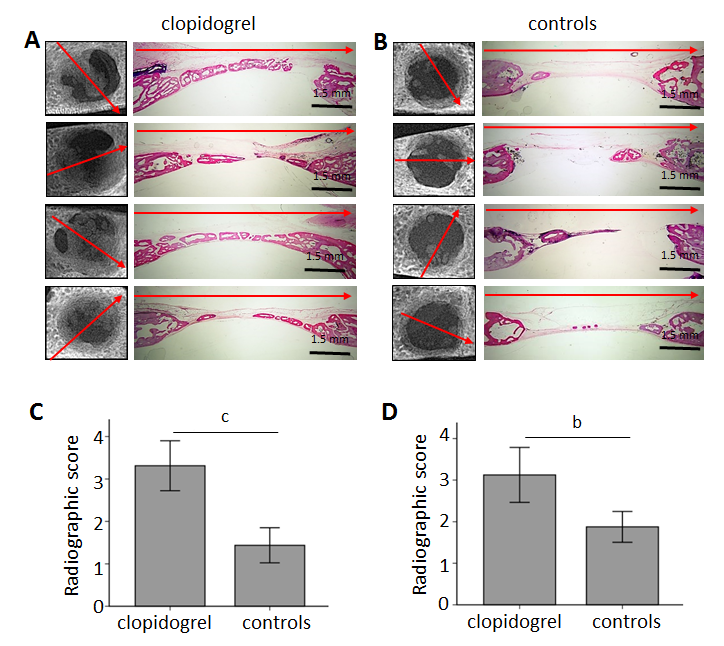 clopidogrel
controls
A
B
1.5 mm
1.5 mm
1.5 mm
1.5 mm
1.5 mm
1.5 mm
1.5 mm
1.5 mm
C
D
c
b
Radiographic score
4
3
2
1
0
clopidogrel
controls
Radiographic score
4
3
2
1
0
clopidogrel
controls